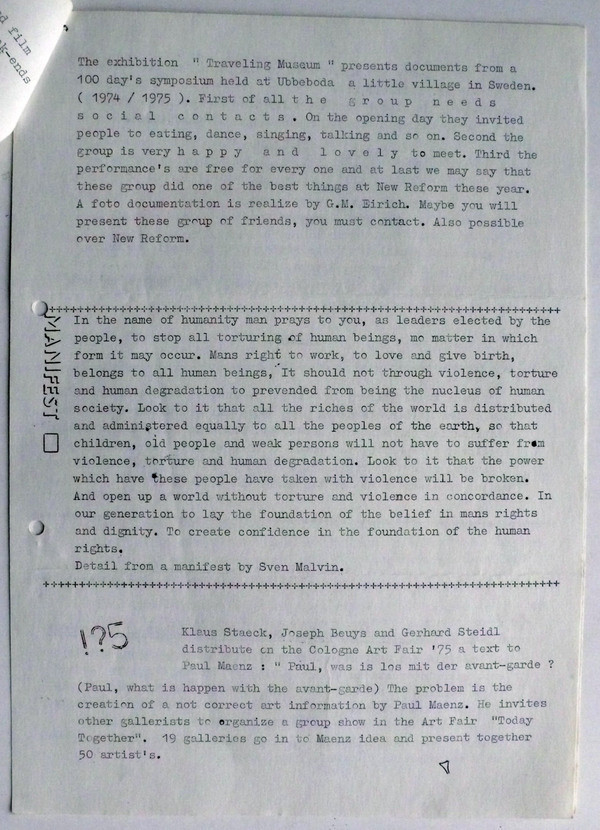 d film
k-ends
The exhibition " Traveling Museum " presents documents from a
100 day's symposium held at Ubbeboda a little village in Sweden.
( 1974 / 1975 ). First of all t h e g r o u p n e e d s
s o c i a l c o n t a c t s . On the opening day they invited
people to eating, dance, singing, talking and so on. Second the
group is very h a p p y a n d l o v e l y to meet. Third the
performance's are free for every one and at last we may say that
these group did one of the best things at New Reform these year.
A foto documentation is realize by G.M. Eirich. Maybe you will
present these group of friends, you must contact. Also possible
over New Reform.
MANIFEST
In the name of humanity man prays to you, as leaders elected by the
people, to stop all torturing of human beings, mo matter in which
form it may occur. Mans right to work, to love and give birth,
belongs to all human beings, It should not through violence, torture
and human degradation to prevended from being the nucleus of human
society. Look to it that all the riches of the world is distributed
and administered equally to all the peoples of the earth, so that
children, old people and weak persons will not have to suffer from
violence, torture and human degradation. Look to it that the power
which have these people have taken with violence will be broken.
And open up a world without torture and violence in concordance. In
our generation to lay the foundation of the belief in mans rights
and dignity. To create confidence in the foundation of the human
rights.
Detail from a manifest by Sven Malvin.
!?5
Klaus Staeck, Joseph Beuys and Gerhard Steidl
distribute on the Cologne Art Fair '75 a text to
Paul Maenz : " Paul, was is los mit der avant-garde ?
(Paul, what is happen with the avant-garde) The problem is the
creation of a not correct art information by Paul Maenz. He invites
other gallerists to organize a group show in the Art Fair "Today
Together". 19 galleries go in to Maenz idea and present together
50 artist's.